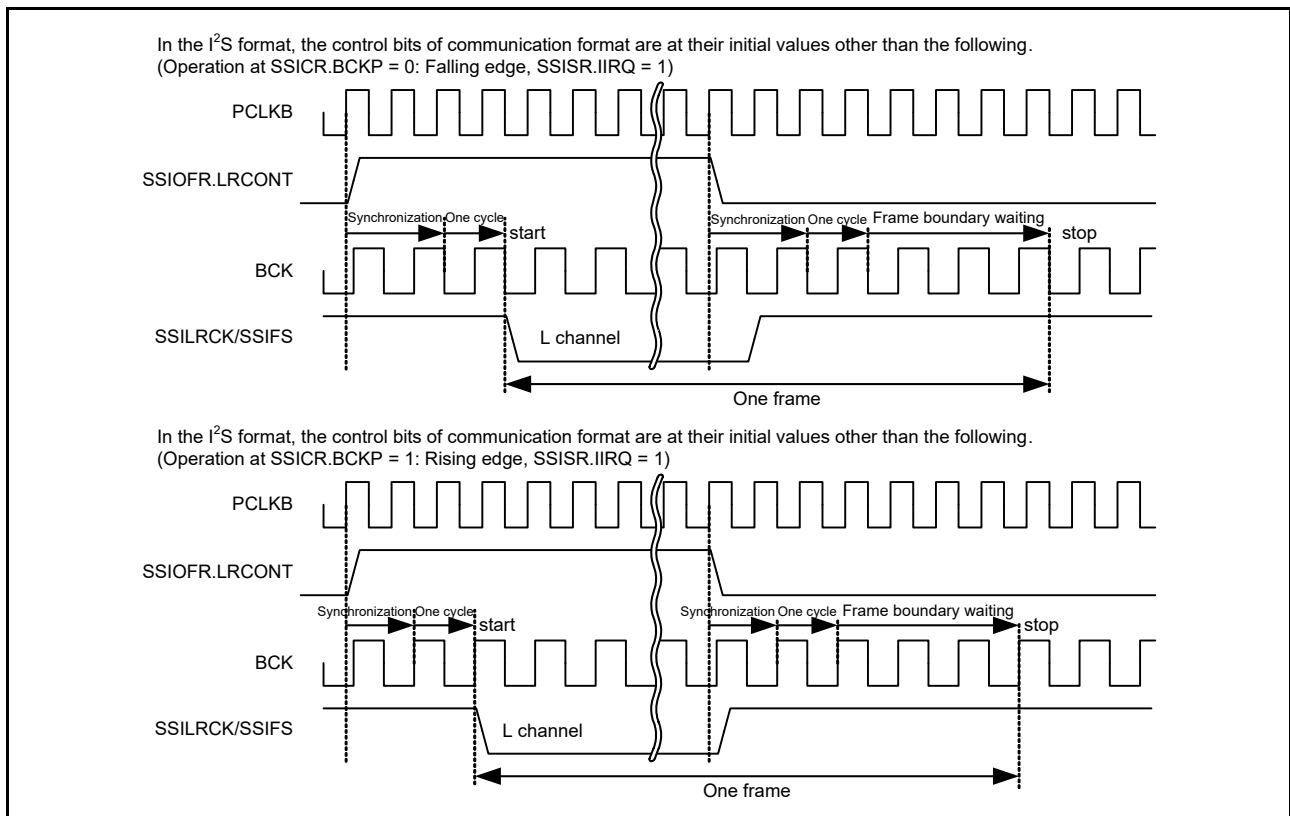 In the I²S format, the control bits of communication format are at their initial values other than the following.
(Operation at SSICR.BCKP = 0: Falling edge, SSISR.IIRQ = 1)
PCLKB
SSIOFR.LRCONT
Synchronization One cycle start Synchronization One cycle Frame boundary waiting stop
BCK
SSILRCK/SSIFS L channel
One frame
In the I²S format, the control bits of communication format are at their initial values other than the following.
(Operation at SSICR.BCKP = 1: Rising edge, SSISR.IIRQ = 1)
PCLKB
SSIOFR.LRCONT
Synchronization One cycle start Synchronization One cycle Frame boundary waiting stop
BCK
SSILRCK/SSIFS L channel
One frame